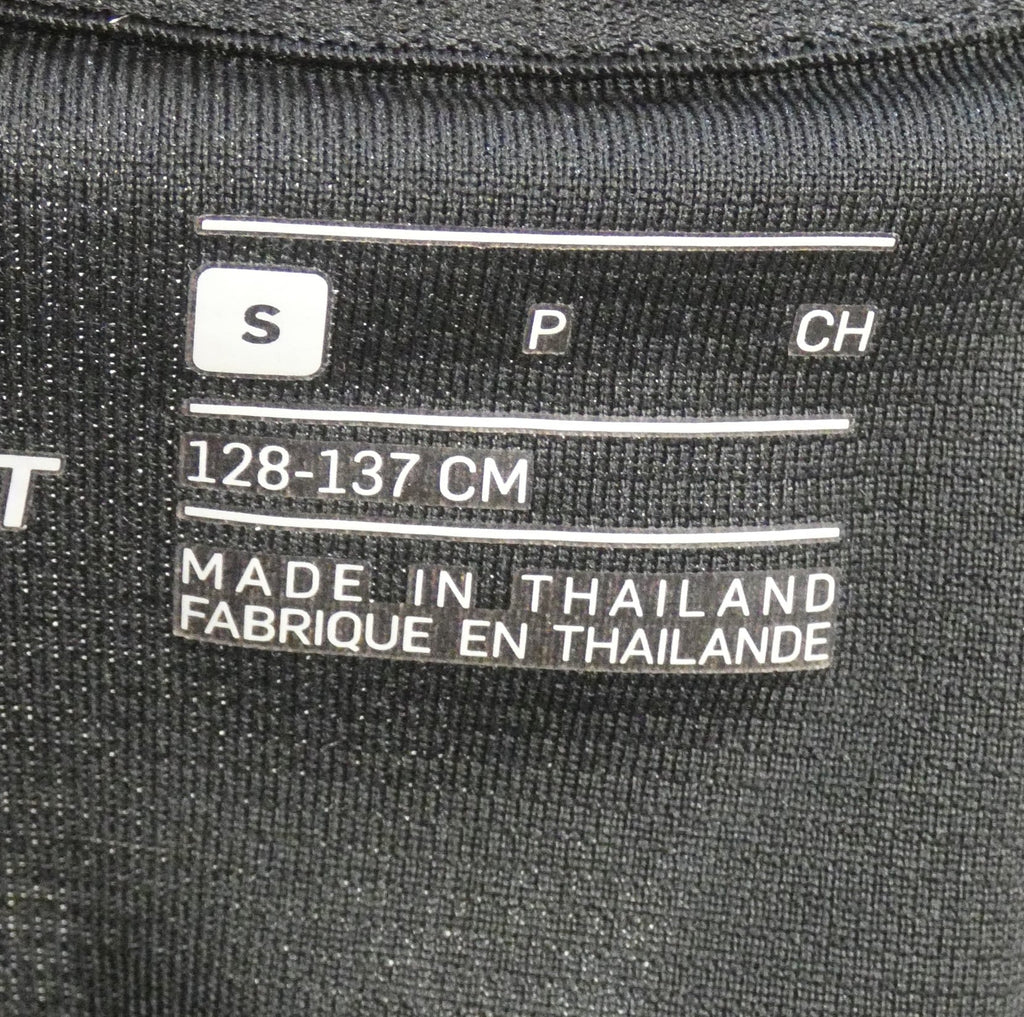 S P CH
128-137 CM
T
MADE IN THAILAND
FABRIQUE EN THAILANDE